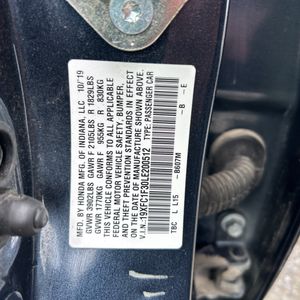 MFD. BY HONDA MFG. OF INDIANA, LLC 10/19
GVWR 3902LBS GAWR F 2105LBS R 1829LBS
GVWR 1770KG GAWR F 955KG R 830KG
THIS VEHICLE CONFORMS TO ALL APPLICABLE
FEDERAL MOTOR VEHICLE SAFETY, BUMPER,
AND THEFT PREVENTION STANDARDS IN EFFECT
ON THE DATE OF MANUFACTURE SHOWN ABOVE.
V.I.N.: 19XFC1F30LE200512 TYPE: PASSENGER CAR
TBC L L15 -B607M -B -E